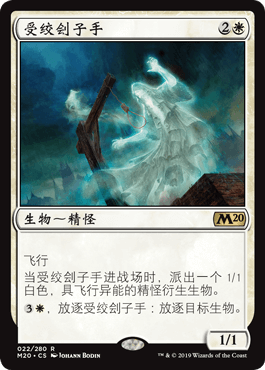 受绞刽子手 2
生物～精怪 M20
飞行
当受绞刽子手进战场时，派出一个 1/1
白色，具飞行异能的精怪衍生生物。
3，放逐受绞刽子手：放逐目标生物。
1/1
022/280 R
M20 • CS Johann Bodin
™ & © 2019 Wizards of the Coast